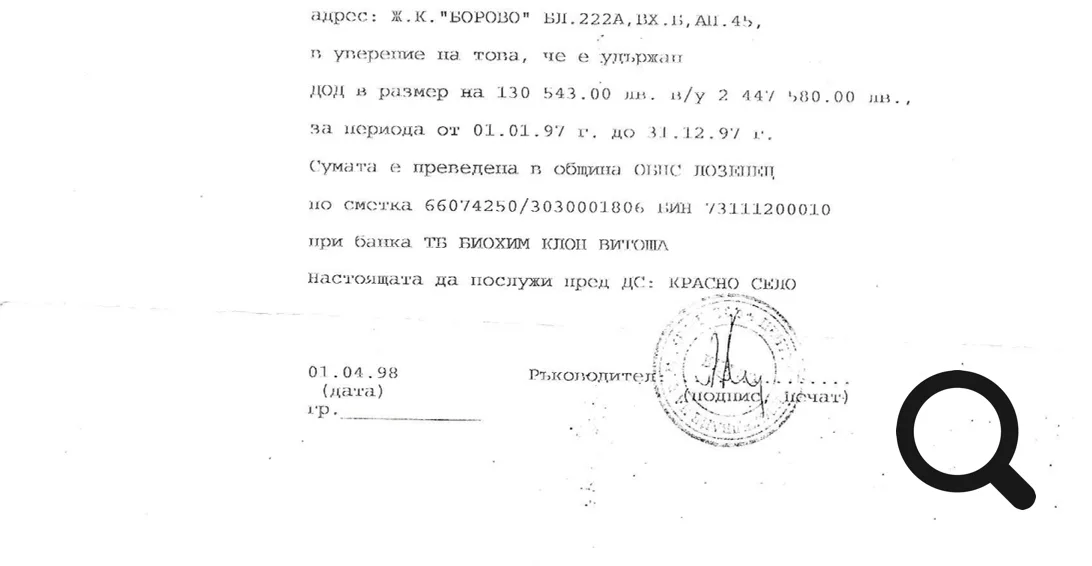 адрес: Ж.К."БОРОВО" БЛ.222А,ВХ.Б,АП.45,
в уверение на това, че е удържан
ДОД в размер на 130 543.00 лв. в/у 2 447 580.00 лв.,
за периода от 01.01.97 г. до 31.12.97 г.
Сумата е преведена в община ОБНС ЛОЗЕНЕЦ
по сметка 66074250/3030001806 БИН 73111200010
при банка ТБ БИОХИМ КЛОН ВИТОША
Настоящата да послужи пред ДС: КРАСНО СЕЛО
01.04.98 Ръководител:.............
(дата) (подпис, печат)
гр.